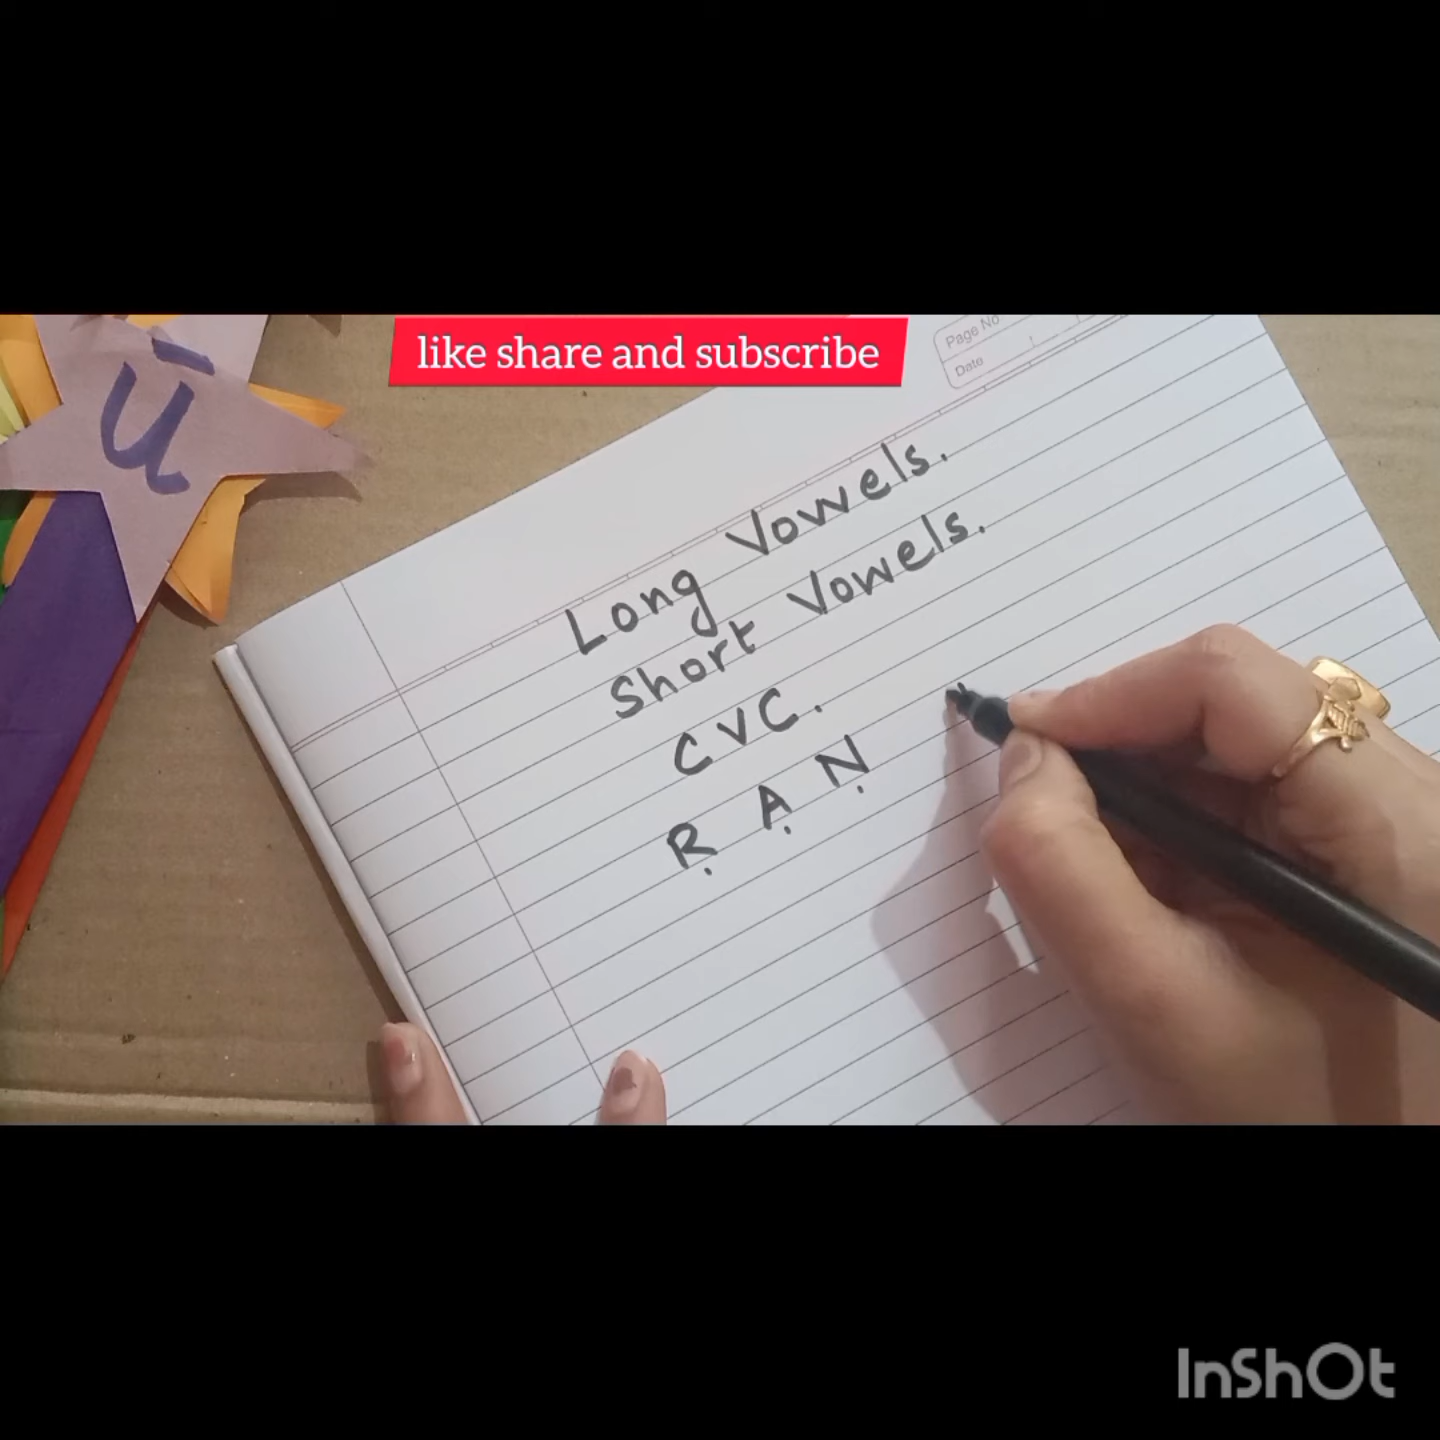 like share and subscribe
Page No
Date
ū
Long Vowels.
Short Vowels.
CVC.
R A N
InShOt